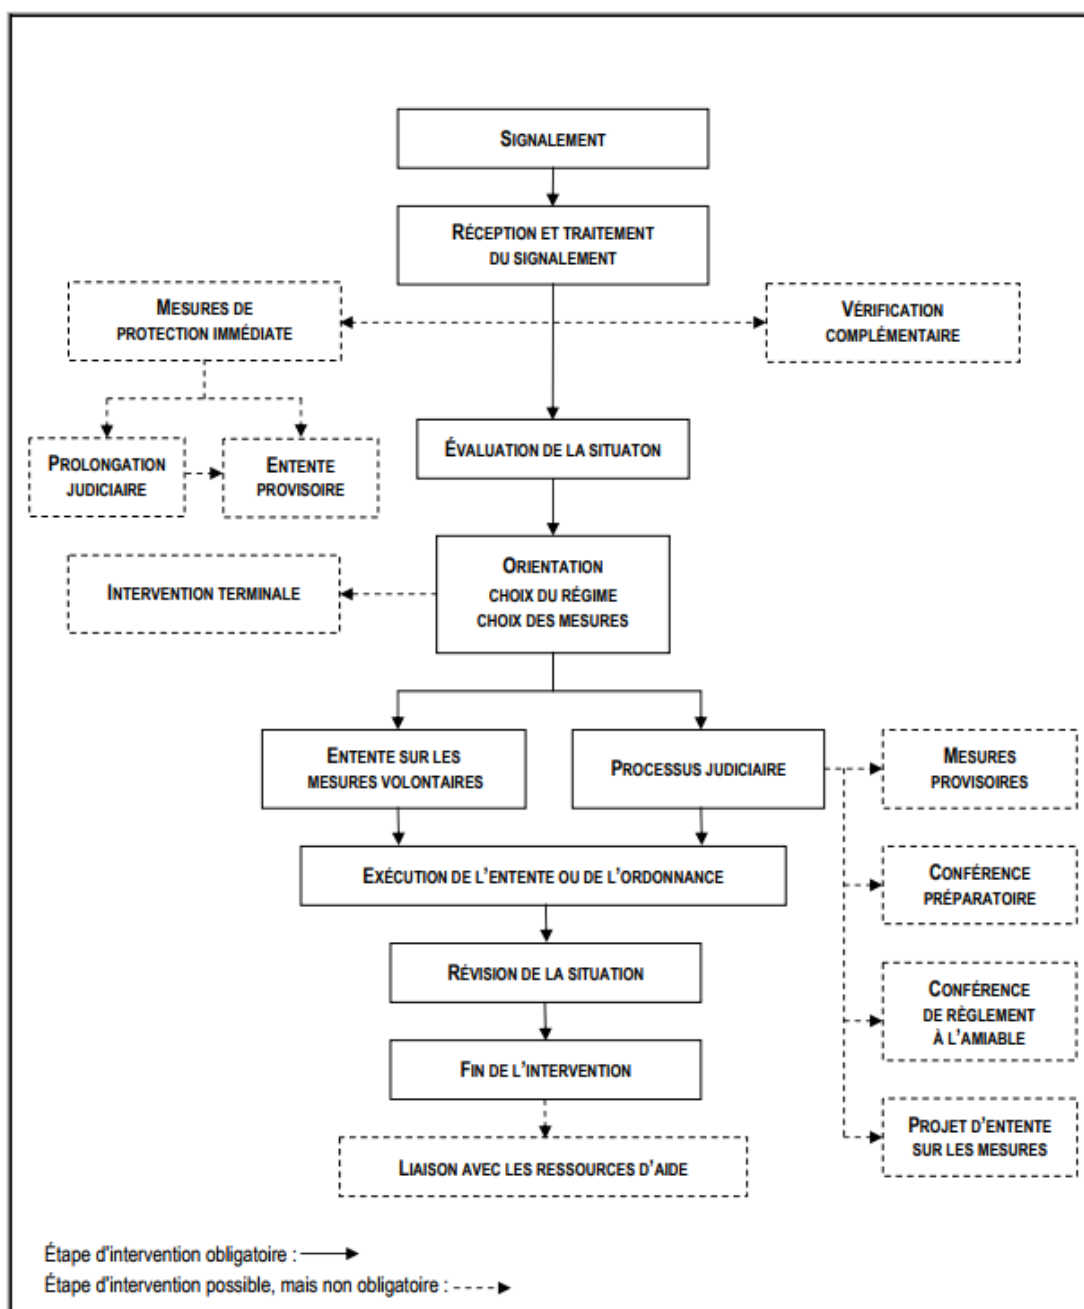 SIGNALEMENT
RÉCEPTION ET TRAITEMENT
DU SIGNALEMENT
MESURES DE
PROTECTION IMMÉDIATE
VÉRIFICATION
COMPLÉMENTAIRE
PROLONGATION
JUDICIAIRE
ENTENTE
PROVISOIRE
ÉVALUATION DE LA SITUATON
INTERVENTION TERMINALE
ORIENTATION
CHOIX DU RÉGIME
CHOIX DES MESURES
ENTENTE SUR LES
MESURES VOLONTAIRES
PROCESSUS JUDICIAIRE
MESURES
PROVISOIRES
EXÉCUTION DE L'ENTENTE OU DE L'ORDONNANCE
CONFÉRENCE
PRÉPARATOIRE
RÉVISION DE LA SITUATION
CONFÉRENCE
DE RÈGLEMENT
À L'AMIABLE
FIN DE L'INTERVENTION
PROJET D'ENTENTE
SUR LES MESURES
LIAISON AVEC LES RESSOURCES D'AIDE
Étape d'intervention obligatoire :
Étape d'intervention possible, mais non obligatoire :